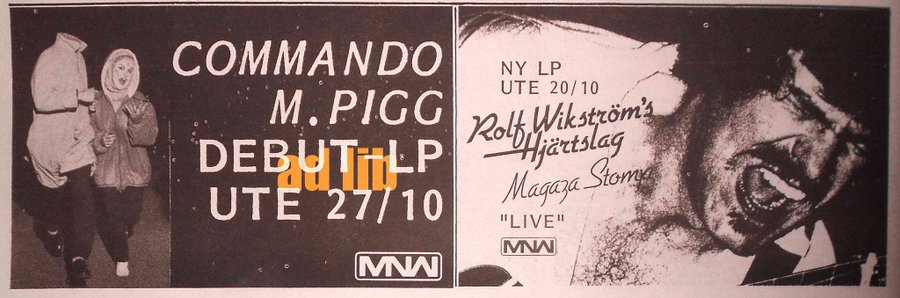 COMMANDO
M. PIGG
DEBUT-LP
ad lib
UTE 27/10
MNW
NY LP
UTE 20/10
Rolf Wikström's
Hjärtslag
Magaza Stomp
"LIVE"
MNW